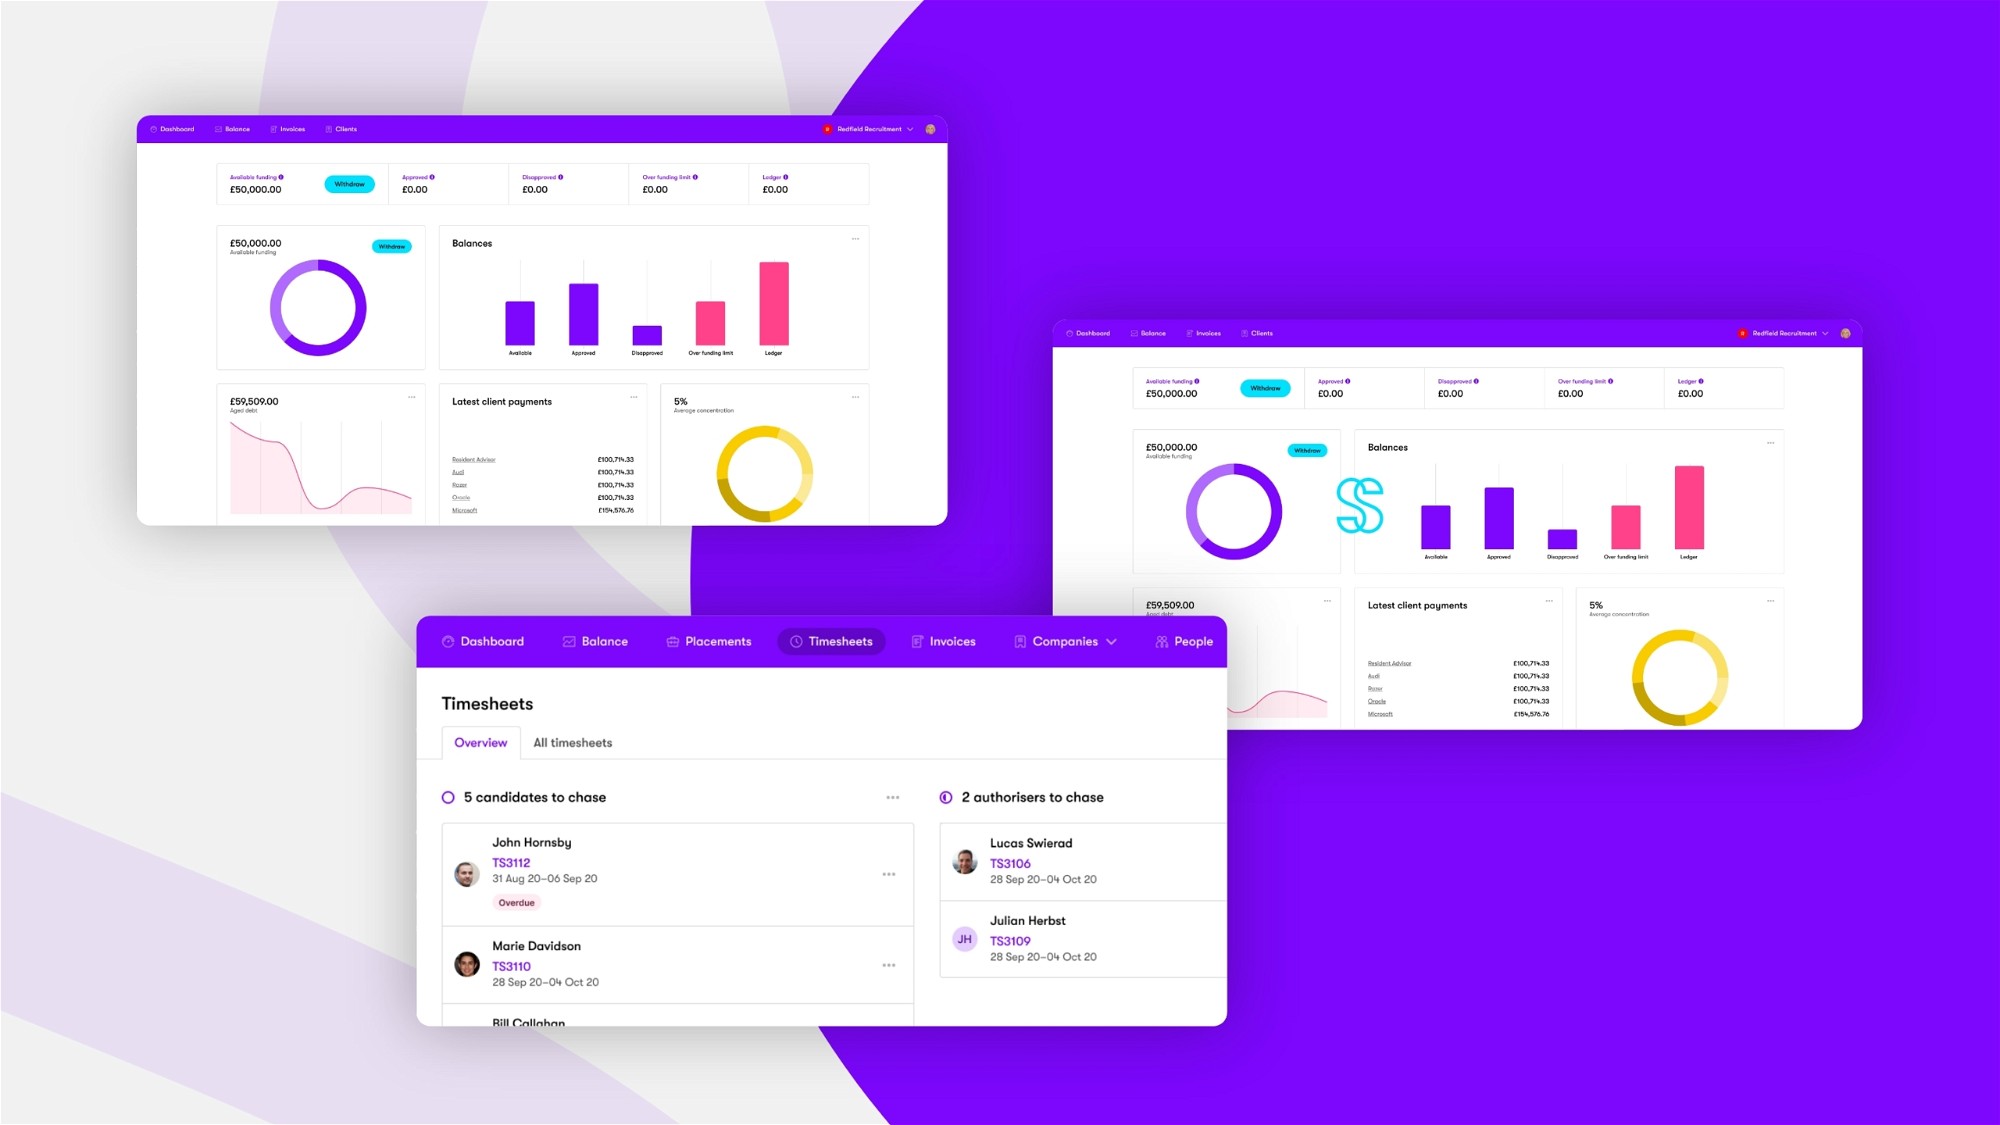 Dashboard Balance Invoices Clients R Redfield Recruitment
Available funding Approved Disapproved Over funding limit Ledger
£50,000.00 Withdraw £0.00 £0.00 £0.00 £0.00
£50,000.00 Withdraw
Available funding
Balances
Available Approved Disapproved Over funding limit Ledger
£59,509.00
Aged debt
Latest client payments
Resident Advisor £100,714.33
Audi £100,714.33
Razer £100,714.33
Oracle £100,714.33
Microsoft £154,576.76
5%
Average concentration
Dashboard Balance Invoices Clients R Redfield Recruitment
Available funding Approved Disapproved Over funding limit Ledger
£50,000.00 Withdraw £0.00 £0.00 £0.00 £0.00
£50,000.00 Withdraw
Available funding
Balances
Available Approved Disapproved Over funding limit Ledger
£59,509.00
Aged debt
Latest client payments
Resident Advisor £100,714.33
Audi £100,714.33
Razer £100,714.33
Oracle £100,714.33
Microsoft £154,576.76
5%
Average concentration
Dashboard Balance Placements Timesheets Invoices Companies People
Timesheets
Overview All timesheets
5 candidates to chase
John Hornsby
TS3112
31 Aug 20–06 Sep 20
Overdue
Marie Davidson
TS3110
28 Sep 20–04 Oct 20
Bill Callahan
2 authorisers to chase
Lucas Swierad
TS3106
28 Sep 20–04 Oct 20
JH
Julian Herbst
TS3109
28 Sep 20–04 Oct 20